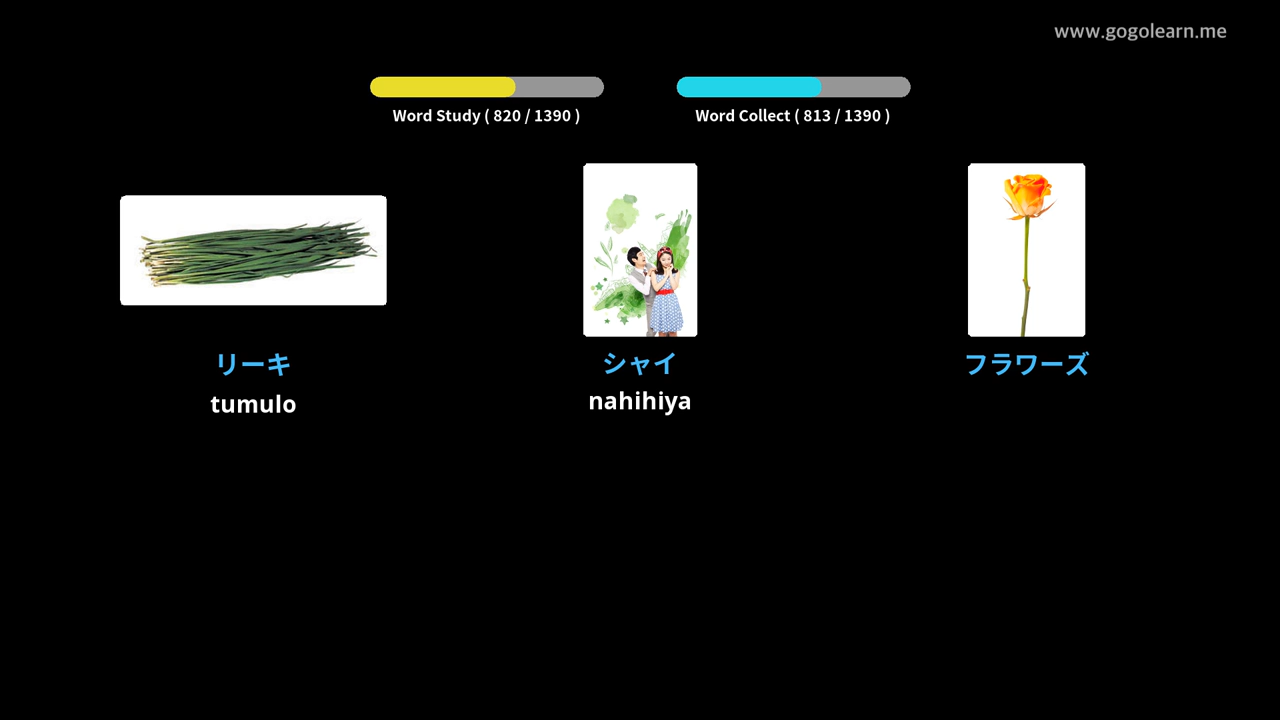 www.gogolearn.me
Word Study ( 820 / 1390 )
Word Collect ( 813 / 1390 )
リーキ
シャイ
フラワーズ
tumulo
nahihiya